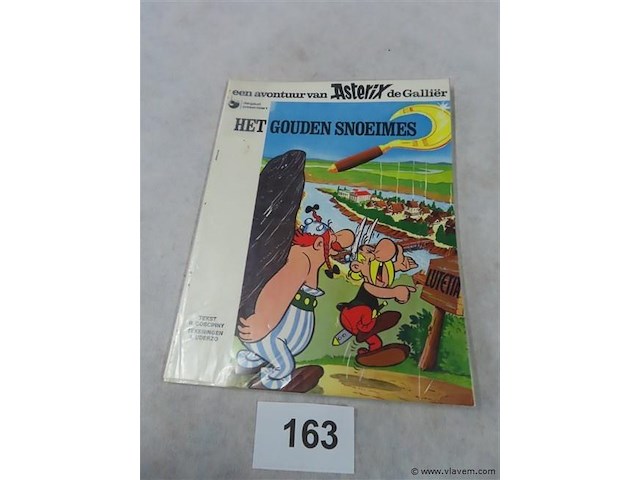 een avontuur van Asterix de Galliër
HET GOUDEN SNOEIMES
LUTETIA
TEKST
R GOSCINNY
TEKENINGEN
A UDERZO
163
© www.vlavem.com